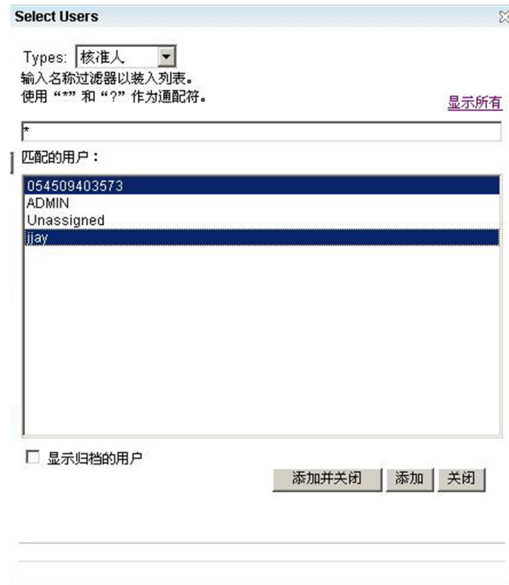 Select Users
Types: 核准人
输入名称过滤器以装入列表。
使用“*”和“?”作为通配符。
显示所有
*
匹配的用户：
054509403573
ADMIN
Unassigned
jjay
显示归档的用户
添加并关闭 添加 关闭